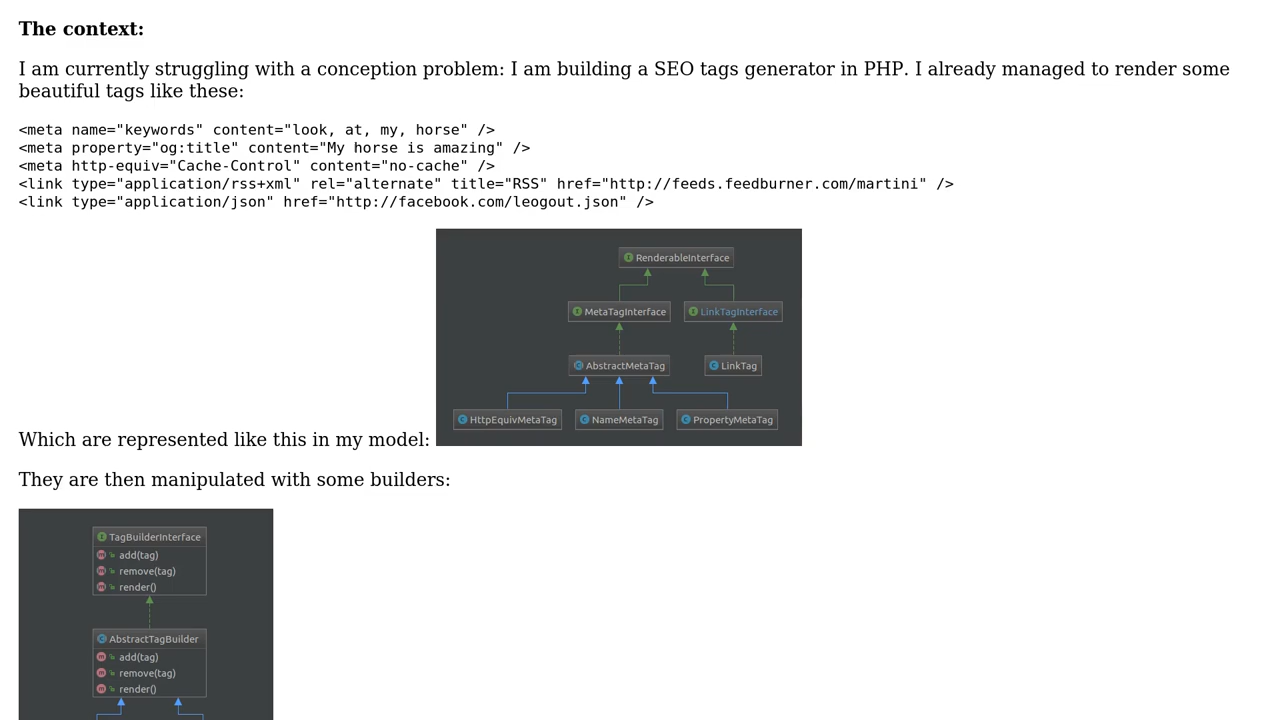 The context:
I am currently struggling with a conception problem: I am building a SEO tags generator in PHP. I already managed to render some
beautiful tags like these:
<meta name="keywords" content="look, at, my, horse" />
<meta property="og:title" content="My horse is amazing" />
<meta http-equiv="Cache-Control" content="no-cache" />
<link type="application/rss+xml" rel="alternate" title="RSS" href="http://feeds.feedburner.com/martini" />
<link type="application/json" href="http://facebook.com/leogout.json" />
RenderableInterface
MetaTagInterface
LinkTagInterface
AbstractMetaTag
LinkTag
HttpEquivMetaTag
NameMetaTag
PropertyMetaTag
Which are represented like this in my model:
They are then manipulated with some builders:
TagBuilderInterface
add(tag)
remove(tag)
render()
AbstractTagBuilder
add(tag)
remove(tag)
render()